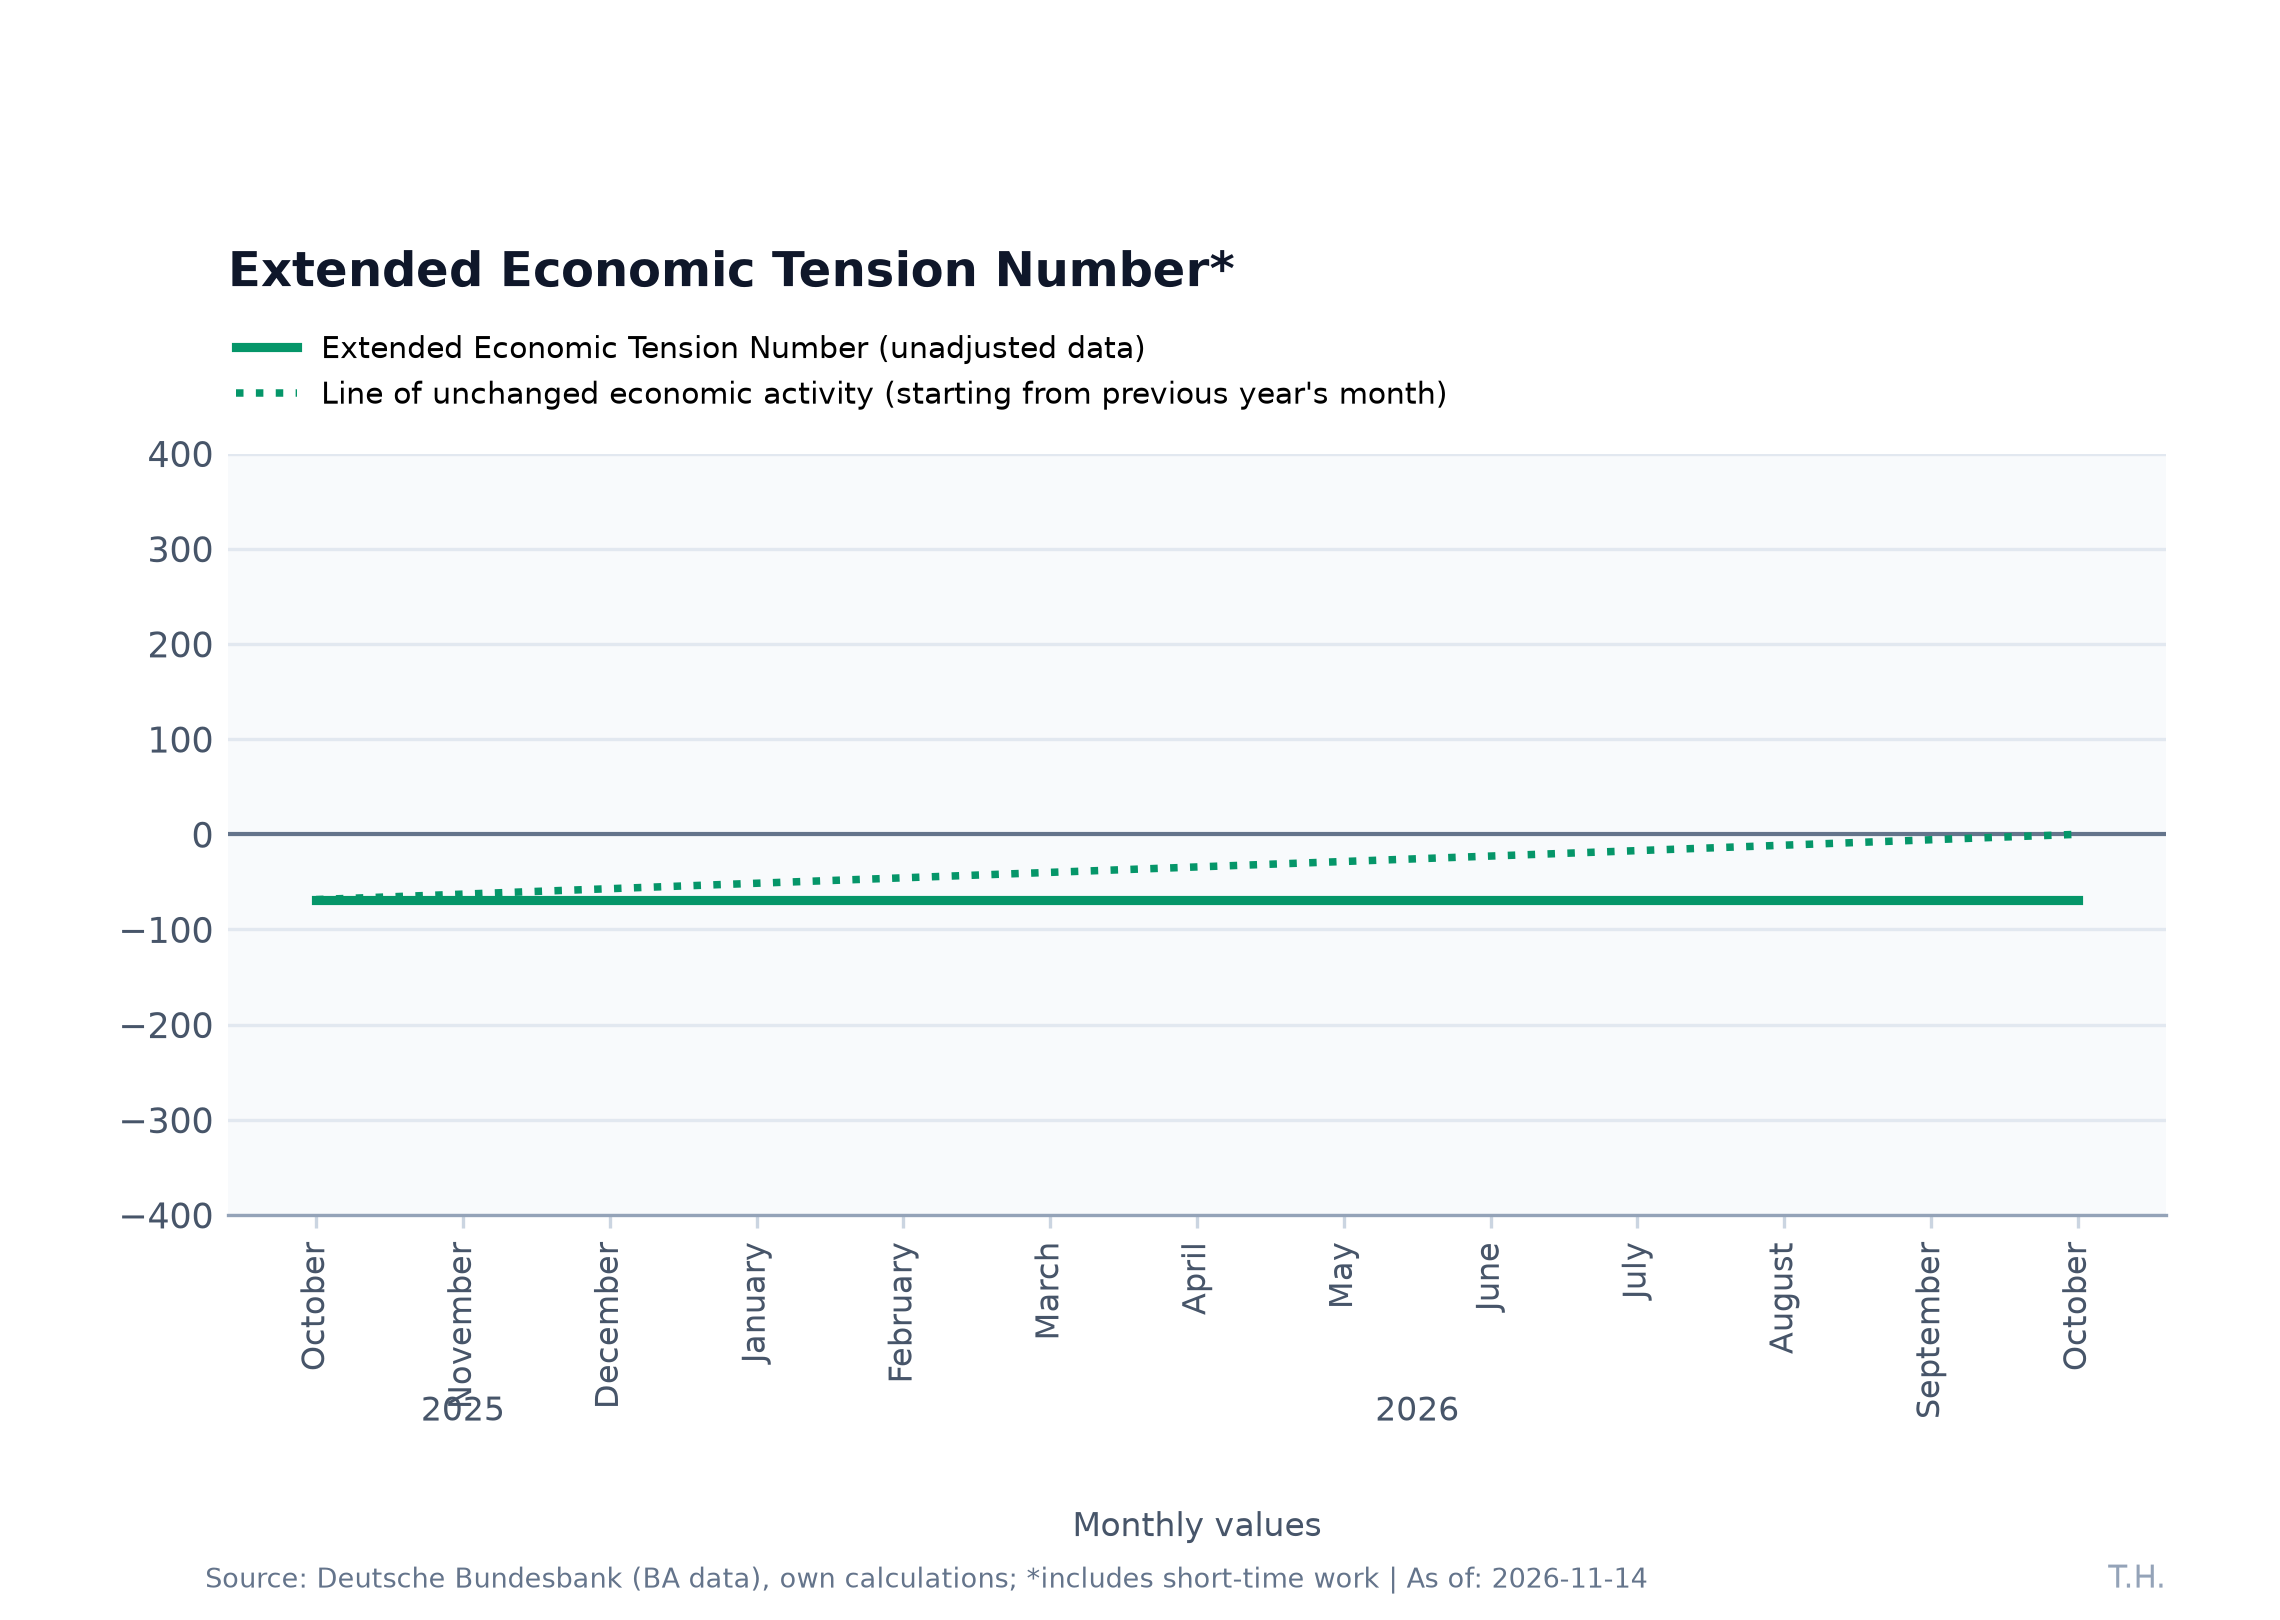 Extended Economic Tension Number*
Extended Economic Tension Number (unadjusted data)
Line of unchanged economic activity (starting from previous year's month)
400
300
200
100
0
−100
−200
−300
−400
October
November
December
January
February
March
April
May
June
July
August
September
October
2025
2026
Monthly values
Source: Deutsche Bundesbank (BA data), own calculations; *includes short-time work | As of: 2026-11-14
T.H.